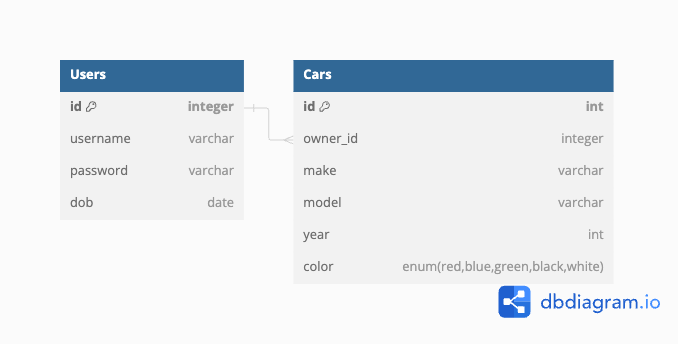 Users
id integer
username varchar
password varchar
dob date
Cars
id int
owner_id integer
make varchar
model varchar
year int
color enum(red,blue,green,black,white)
dbdiagram.io